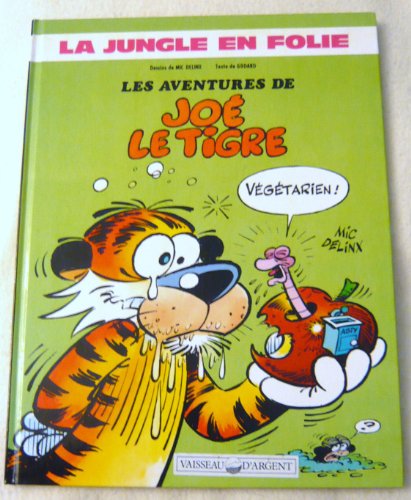 LA JUNGLE EN FOLIE
Dessins de MIC DELINX Texte de GODARD
LES AVENTURES DE
JOÉ
LE TIGRE
VÉGÉTARIEN !
MIC
DELINX
?
VAISSEAU D'ARGENT